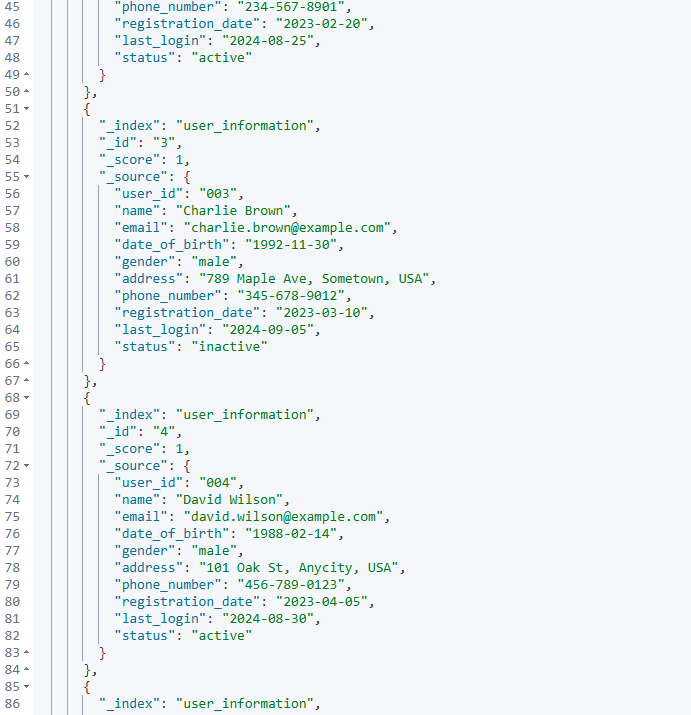 45 "phone_number": "234-567-8901",
46 "registration_date": "2023-02-20",
47 "last_login": "2024-08-25",
48 "status": "active"
49 }
50 },
51 {
52 "_index": "user_information",
53 "_id": "3",
54 "_score": 1,
55 "_source": {
56 "user_id": "003",
57 "name": "Charlie Brown",
58 "email": "charlie.brown@example.com",
59 "date_of_birth": "1992-11-30",
60 "gender": "male",
61 "address": "789 Maple Ave, Sometown, USA",
62 "phone_number": "345-678-9012",
63 "registration_date": "2023-03-10",
64 "last_login": "2024-09-05",
65 "status": "inactive"
66 }
67 },
68 {
69 "_index": "user_information",
70 "_id": "4",
71 "_score": 1,
72 "_source": {
73 "user_id": "004",
74 "name": "David Wilson",
75 "email": "david.wilson@example.com",
76 "date_of_birth": "1988-02-14",
77 "gender": "male",
78 "address": "101 Oak St, Anycity, USA",
79 "phone_number": "456-789-0123",
80 "registration_date": "2023-04-05",
81 "last_login": "2024-08-30",
82 "status": "active"
83 }
84 },
85 {
86 "_index": "user_information",